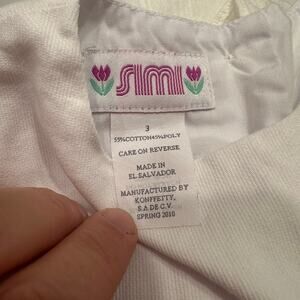 SIMI
3
55%COTTON45%POLY
CARE ON REVERSE
MADE IN
EL SALVADOR
MANUFACTURED BY
KONFFETTY,
S.A DE C.V.
SPRING 2010